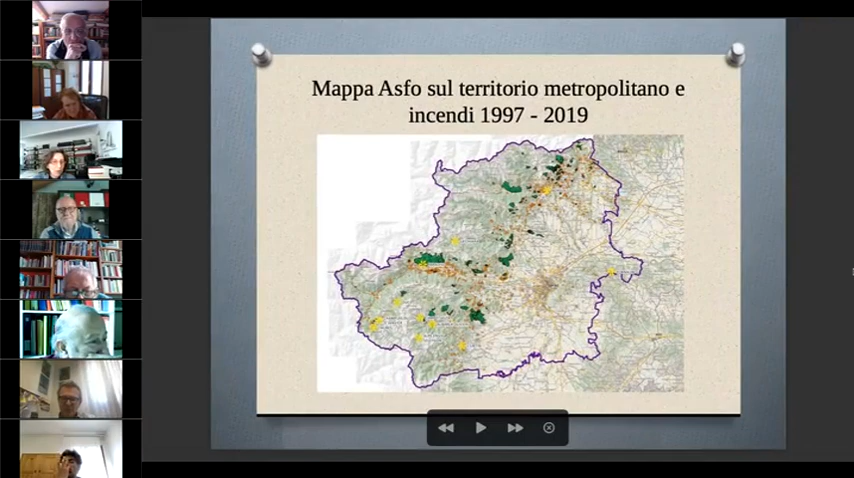 Mappa Asfo sul territorio metropolitano e
incendi 1997 - 2019